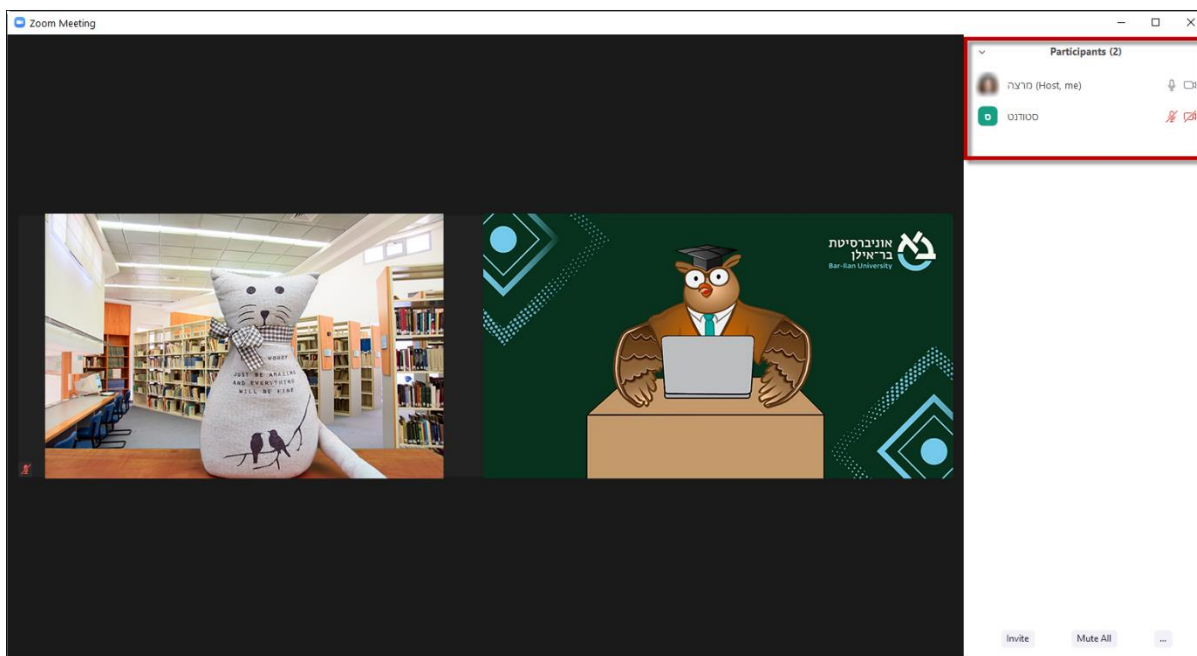 Zoom Meeting
Participants (2)
מרצה (Host, me)
ס
סטודנט
WORRY
JUST BE AMAZING
AND EVERYTHING
WILL BE FINE
אוניברסיטת
בר־אילן
Bar-Ilan University
Invite
Mute All
...